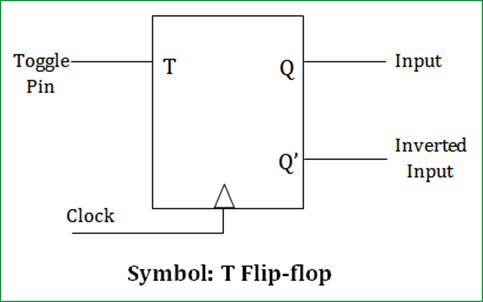 Toggle
Pin
T
Q
Input
Q'
Inverted
Input
Clock
Symbol: T Flip-flop